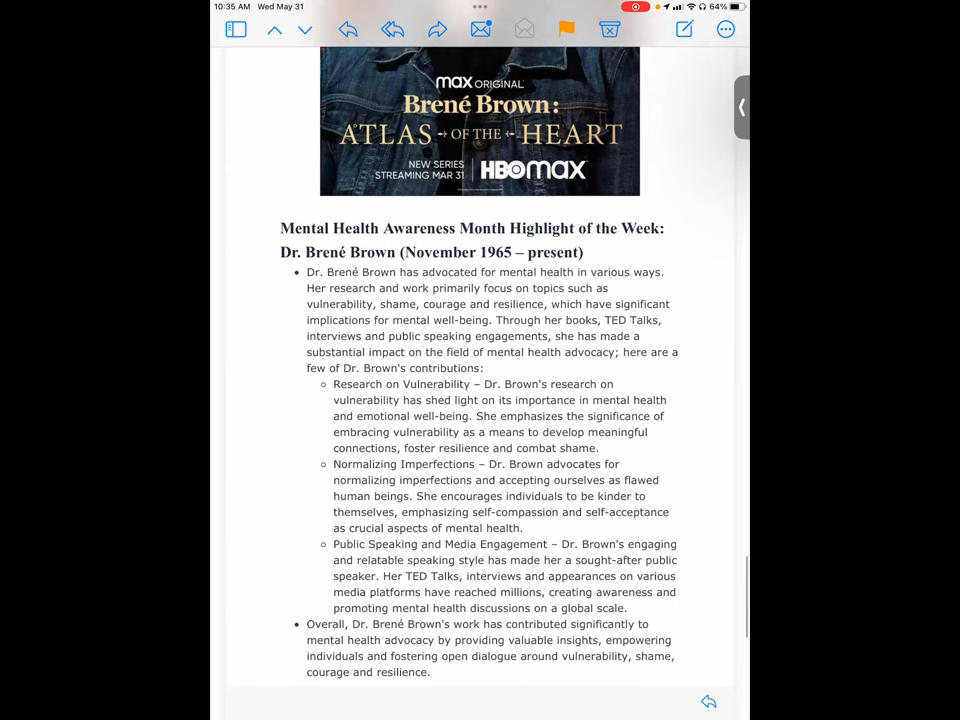 10:35 AM Wed May 31
64%
max ORIGINAL
Brené Brown:
ATLAS OF THE HEART
NEW SERIES
STREAMING MAR 31
HBOmax
Mental Health Awareness Month Highlight of the Week:
Dr. Brené Brown (November 1965 – present)
• Dr. Brené Brown has advocated for mental health in various ways.
Her research and work primarily focus on topics such as
vulnerability, shame, courage and resilience, which have significant
implications for mental well-being. Through her books, TED Talks,
interviews and public speaking engagements, she has made a
substantial impact on the field of mental health advocacy; here are a
few of Dr. Brown's contributions:
○ Research on Vulnerability – Dr. Brown's research on
vulnerability has shed light on its importance in mental health
and emotional well-being. She emphasizes the significance of
embracing vulnerability as a means to develop meaningful
connections, foster resilience and combat shame.
○ Normalizing Imperfections – Dr. Brown advocates for
normalizing imperfections and accepting ourselves as flawed
human beings. She encourages individuals to be kinder to
themselves, emphasizing self-compassion and self-acceptance
as crucial aspects of mental health.
○ Public Speaking and Media Engagement – Dr. Brown's engaging
and relatable speaking style has made her a sought-after public
speaker. Her TED Talks, interviews and appearances on various
media platforms have reached millions, creating awareness and
promoting mental health discussions on a global scale.
• Overall, Dr. Brené Brown's work has contributed significantly to
mental health advocacy by providing valuable insights, empowering
individuals and fostering open dialogue around vulnerability, shame,
courage and resilience.